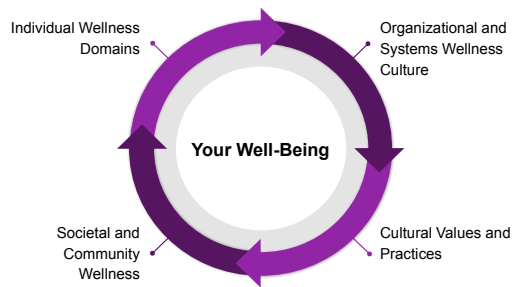 Individual Wellness
Domains
Organizational and
Systems Wellness
Culture
Your Well-Being
Societal and
Community
Wellness
Cultural Values and
Practices